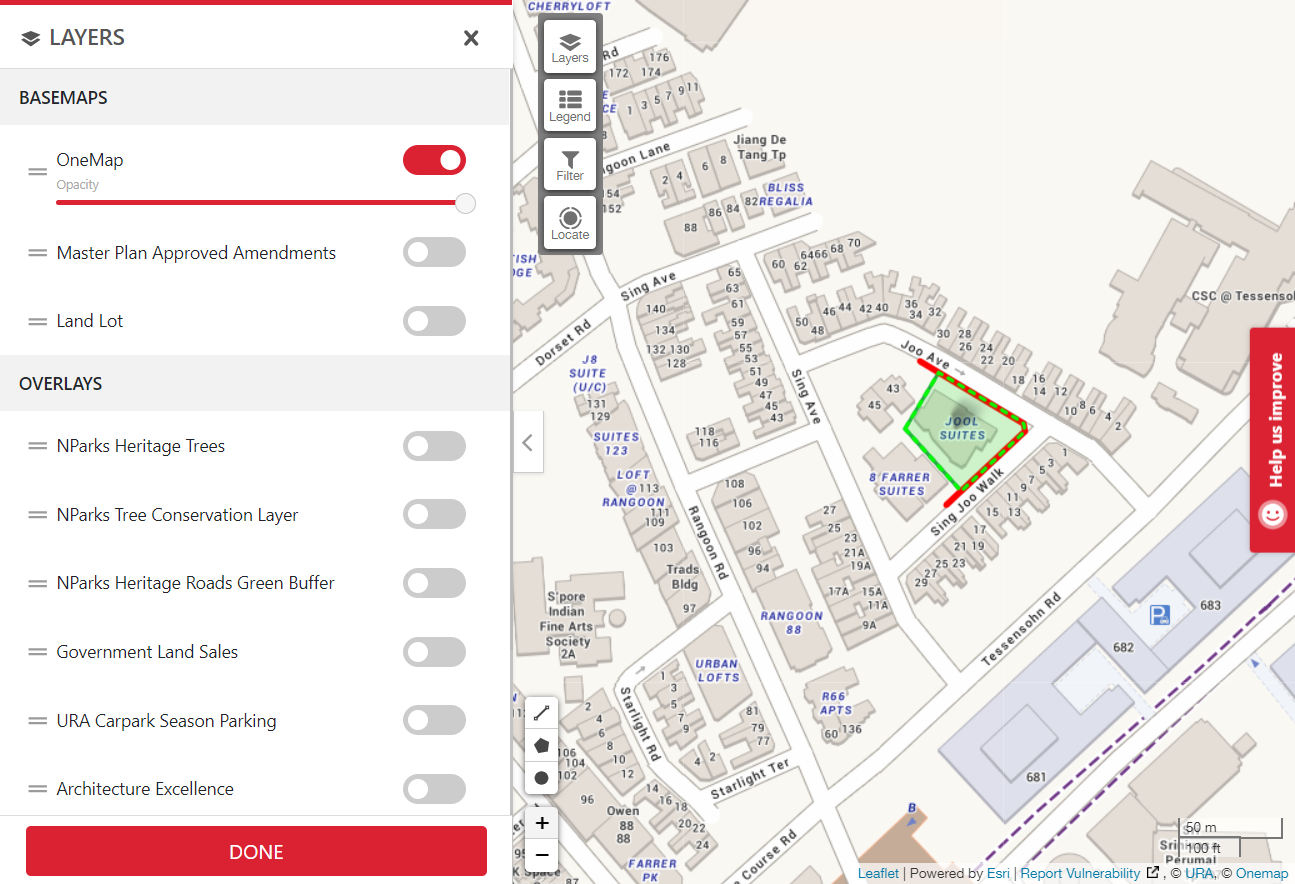 LAYERS
BASEMAPS
OneMap
Opacity
Master Plan Approved Amendments
Land Lot
OVERLAYS
NParks Heritage Trees
NParks Tree Conservation Layer
NParks Heritage Roads Green Buffer
Government Land Sales
URA Carpark Season Parking
Architecture Excellence
DONE
Layers
Legend
Filter
Locate
CHERRYLOFT
Rd
176
172 174
1 3 5 7 9 11
Jiang De
Tang Tp
goon Lane
2 4 6 8
BLISS
REGALIA
154
152
88 86 84 82
Sing Ave
60 62 64 66 68 70
65
63
61
59
57
55
53
51
49
47
45
43
140
134
132 130
128
Dorset Rd
J8
SUITE
(U/C)
131
129
SUITES
123
LOFT
@ 113
RANGOON
111
109
103
Trads
Bldg
97
118
116
Sing Ave
50 48 46 44 42 40 36 34 32
30 28 26 24 22 20 18 16 14 12 10 8 6 4 2
Joo Ave
43
45
JOOL
SUITES
8 FARRER
SUITES
Sing Joo Walk
1 3 5 7 9 11 13 15 17 19 21 23 25 27 29
CSC @ Tessensol
Help us improve
Rangoon Rd
108
106
102
96
94
27
25
23
21A
19A
17A 15A
11A
9A
RANGOON
88
S'pore
Indian
Fine Arts
Society
2A
URBAN
LOFTS
81
79
77
R66
APTS
60 136
Tessensohn Rd
683
682
681
Starlight Rd
1
3
5
7
9
2
4
6
8
10
12
4 2
Starlight Ter
106
104
102
96
Owen
88
88
14
16 18
20 22
24
FARRER
PK
Course Rd
B
50 m
100 ft
Perumal
Leaflet | Powered by Esri | Report Vulnerability , © URA, © Onemap